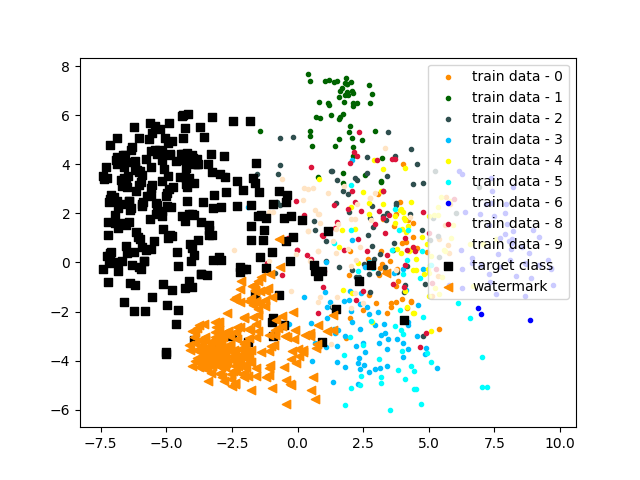 8
6
4
2
0
−2
−4
−6
−7.5
−5.0
−2.5
0.0
2.5
5.0
7.5
10.0
train data - 0
train data - 1
train data - 2
train data - 3
train data - 4
train data - 5
train data - 6
train data - 8
train data - 9
target class
watermark